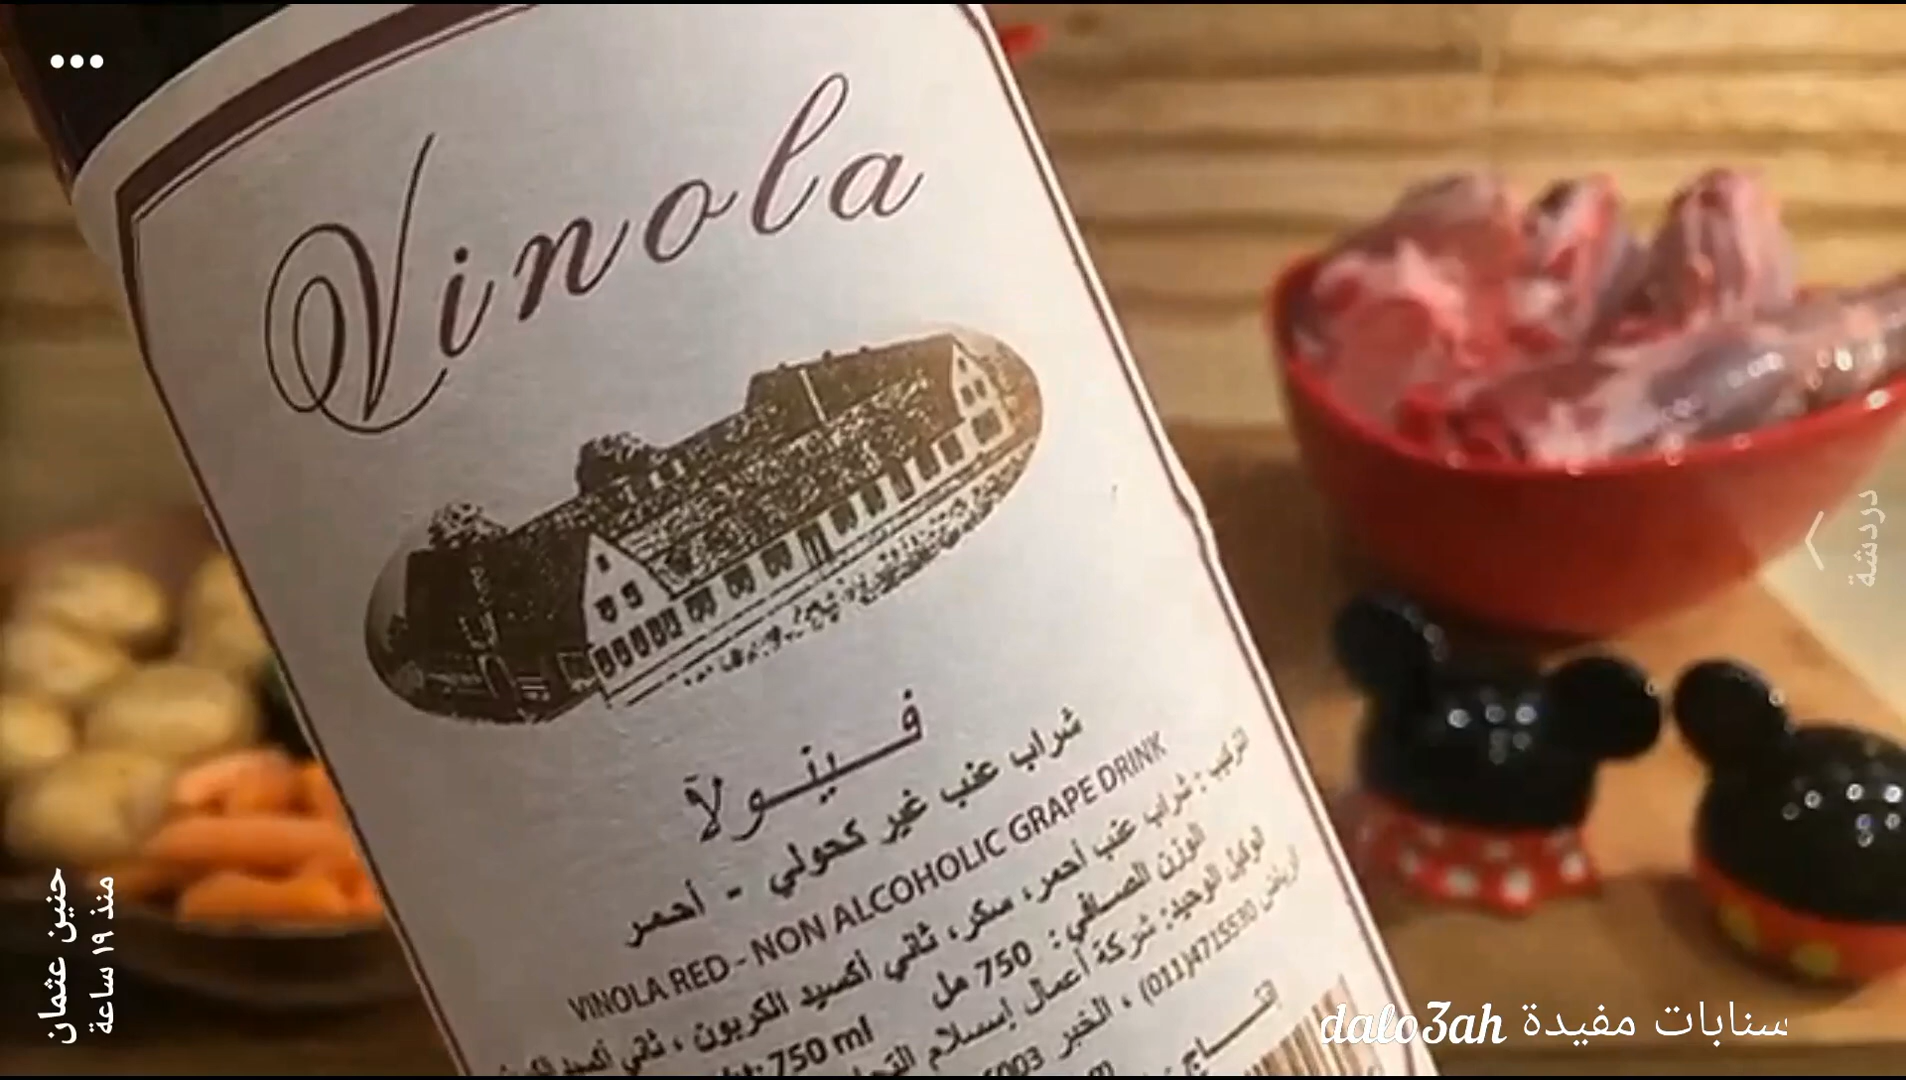 Vinola
فينولا
شراب عنب غير كحولي - أحمر
VINOLA RED - NON ALCOHOLIC GRAPE DRINK
التركيب : شراب عنب أحمر، سكر، ثاني أكسيد الكربون ، ثاني أكسيد
الوزن الصافي: 750 مل
750 ml
الوكيل الوحيد: شركة أعمال إسلام
الرياض 4715530(011) ، الخبر
إنتاج
دردشة
حنين عثمان
منذ ١٩ ساعة
سنابات مفيدة dalo3ah